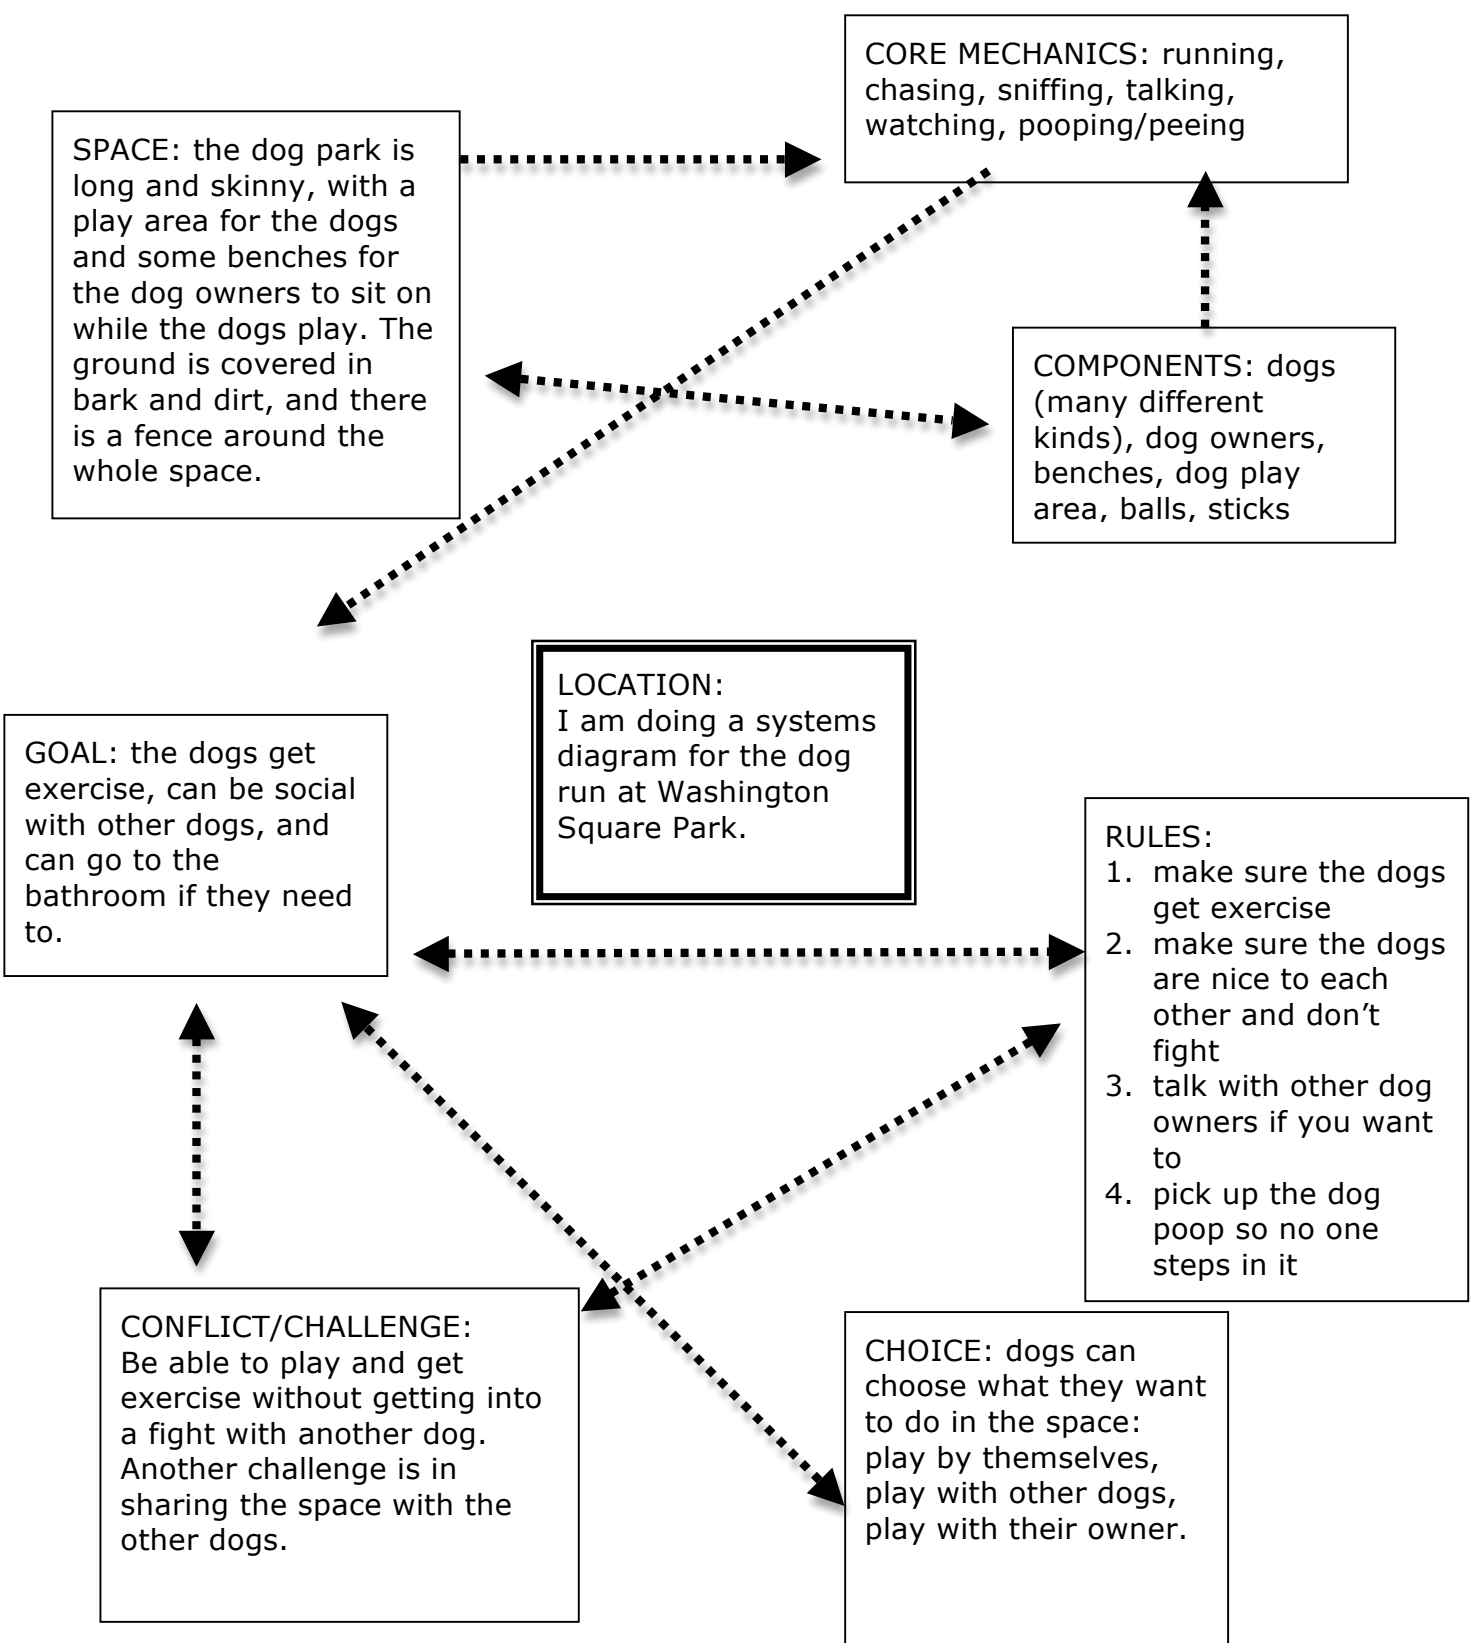 CORE MECHANICS: running,
chasing, sniffing, talking,
watching, pooping/peeing
SPACE: the dog park is
long and skinny, with a
play area for the dogs
and some benches for
the dog owners to sit on
while the dogs play. The
ground is covered in
bark and dirt, and there
is a fence around the
whole space.
COMPONENTS: dogs
(many different
kinds), dog owners,
benches, dog play
area, balls, sticks
LOCATION:
I am doing a systems
diagram for the dog
run at Washington
Square Park.
GOAL: the dogs get
exercise, can be social
with other dogs, and
can go to the
bathroom if they need
to.
RULES:
1. make sure the dogs
get exercise
2. make sure the dogs
are nice to each
other and don’t
fight
3. talk with other dog
owners if you want
to
4. pick up the dog
poop so no one
steps in it
CONFLICT/CHALLENGE:
Be able to play and get
exercise without getting into
a fight with another dog.
Another challenge is in
sharing the space with the
other dogs.
CHOICE: dogs can
choose what they want
to do in the space:
play by themselves,
play with other dogs,
play with their owner.